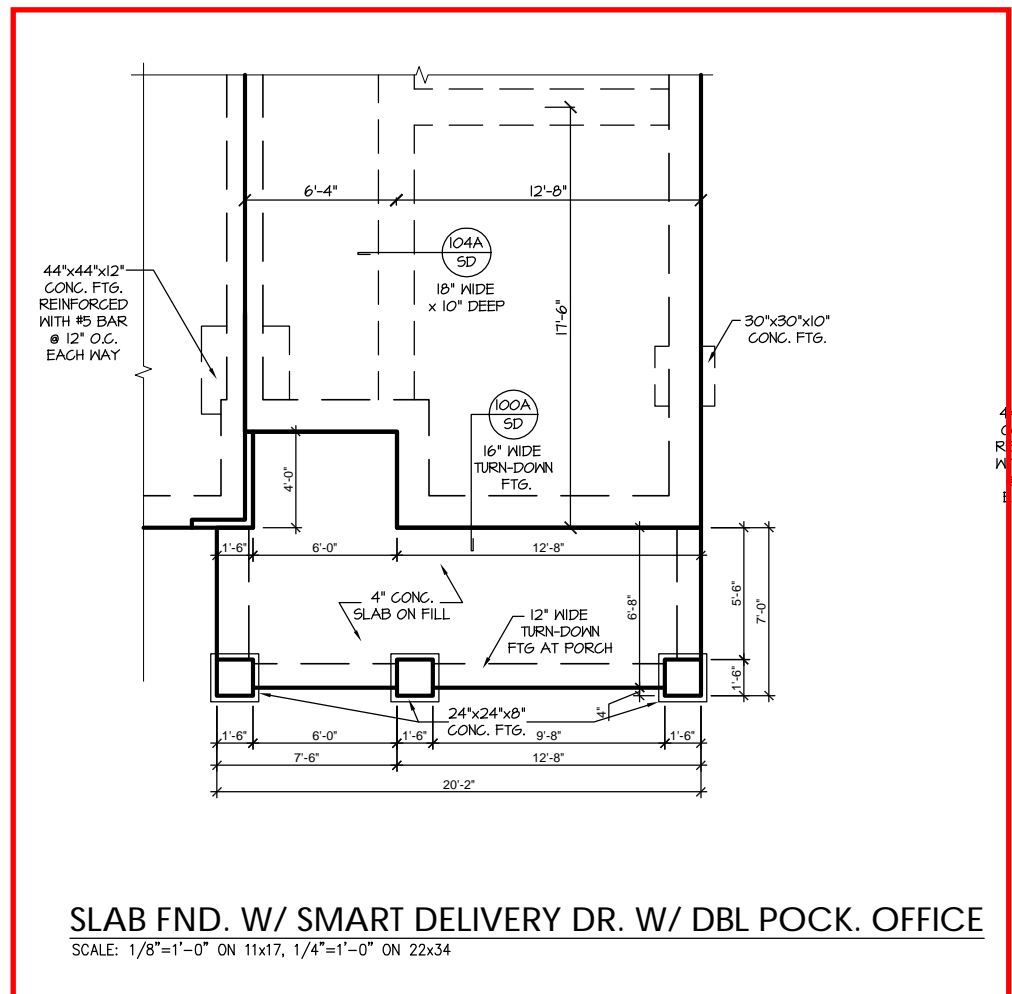 6'-4"
12'-8"
104A
SD
18" WIDE
x 10" DEEP
17'-6"
44"x44"x12"
CONC. FTG.
REINFORCED
WITH #5 BAR
@ 12" O.C.
EACH WAY
30"x30"x10"
CONC. FTG.
100A
SD
16" WIDE
TURN-DOWN
FTG.
4'-0"
1'-6"
6'-0"
12'-8"
4" CONC.
SLAB ON FILL
12" WIDE
TURN-DOWN
FTG AT PORCH
6'-8"
5'-6"
7'-0"
1'-6"
4"
24"x24"x8"
CONC. FTG.
1'-6"
6'-0"
1'-6"
9'-8"
1'-6"
7'-6"
12'-8"
20'-2"
SLAB FND. W/ SMART DELIVERY DR. W/ DBL POCK. OFFICE
SCALE: 1/8"=1'-0" ON 11x17, 1/4"=1'-0" ON 22x34